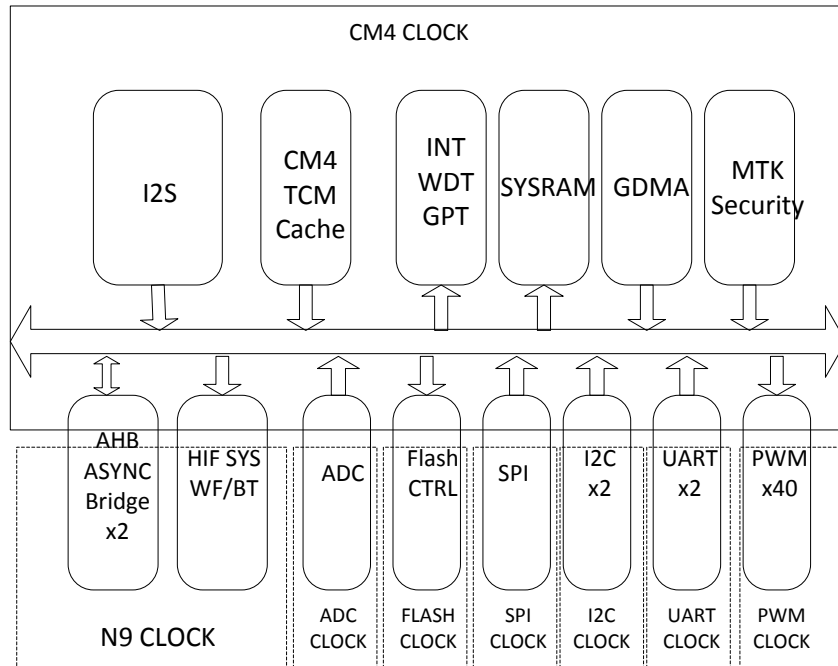 CM4 CLOCK
I2S
CM4
TCM
Cache
INT
WDT
GPT
SYSRAM
GDMA
MTK
Security
AHB
ASYNC
Bridge
x2
HIF SYS
WF/BT
ADC
Flash
CTRL
SPI
I2C
x2
UART
x2
PWM
x40
N9 CLOCK
ADC
CLOCK
FLASH
CLOCK
SPI
CLOCK
I2C
CLOCK
UART
CLOCK
PWM
CLOCK